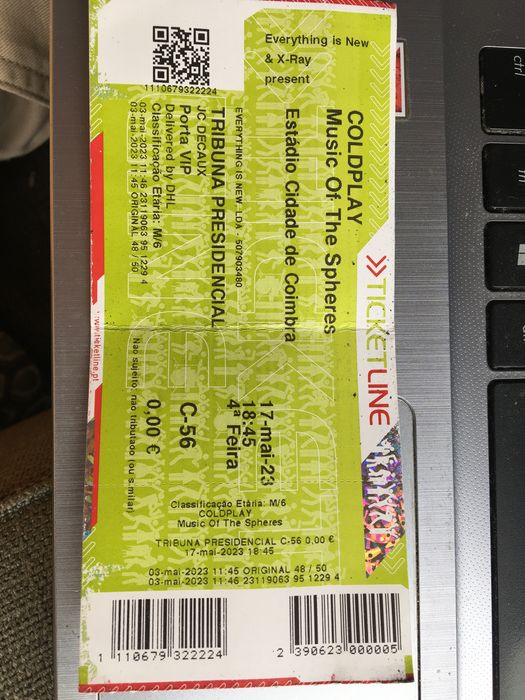 Everything is New
& X-Ray
present
1110679322224
TICKETLINE
COLDPLAY
Music Of The Spheres
Estádio Cidade de Coimbra
17-mai-23
18:45
4ª Feira
EVERYTHING IS NEW, LDA - 507903480
TRIBUNA PRESIDENCIAL
C-56
JC DECAUX
Porta VIP
0,00 €
Delivered by DHL
Classificação Etária: M/6
Não sujeito, não tributado (ou s.milar)
03-mai-2023 11:46 23119063 95 1229 4
03-mai-2023 11:45 ORIGINAL 48 / 50
www.ticketline.pt
Classificação Etária: M/6
COLDPLAY
Music Of The Spheres
TRIBUNA PRESIDENCIAL C-56 0,00 €
17-mai-2023 18:45
03-mai-2023 11:45 ORIGINAL 48 / 50
03-mai-2023 11:46 23119063 95 1229 4
1 110679 322224
2 390623 000005
ctrl